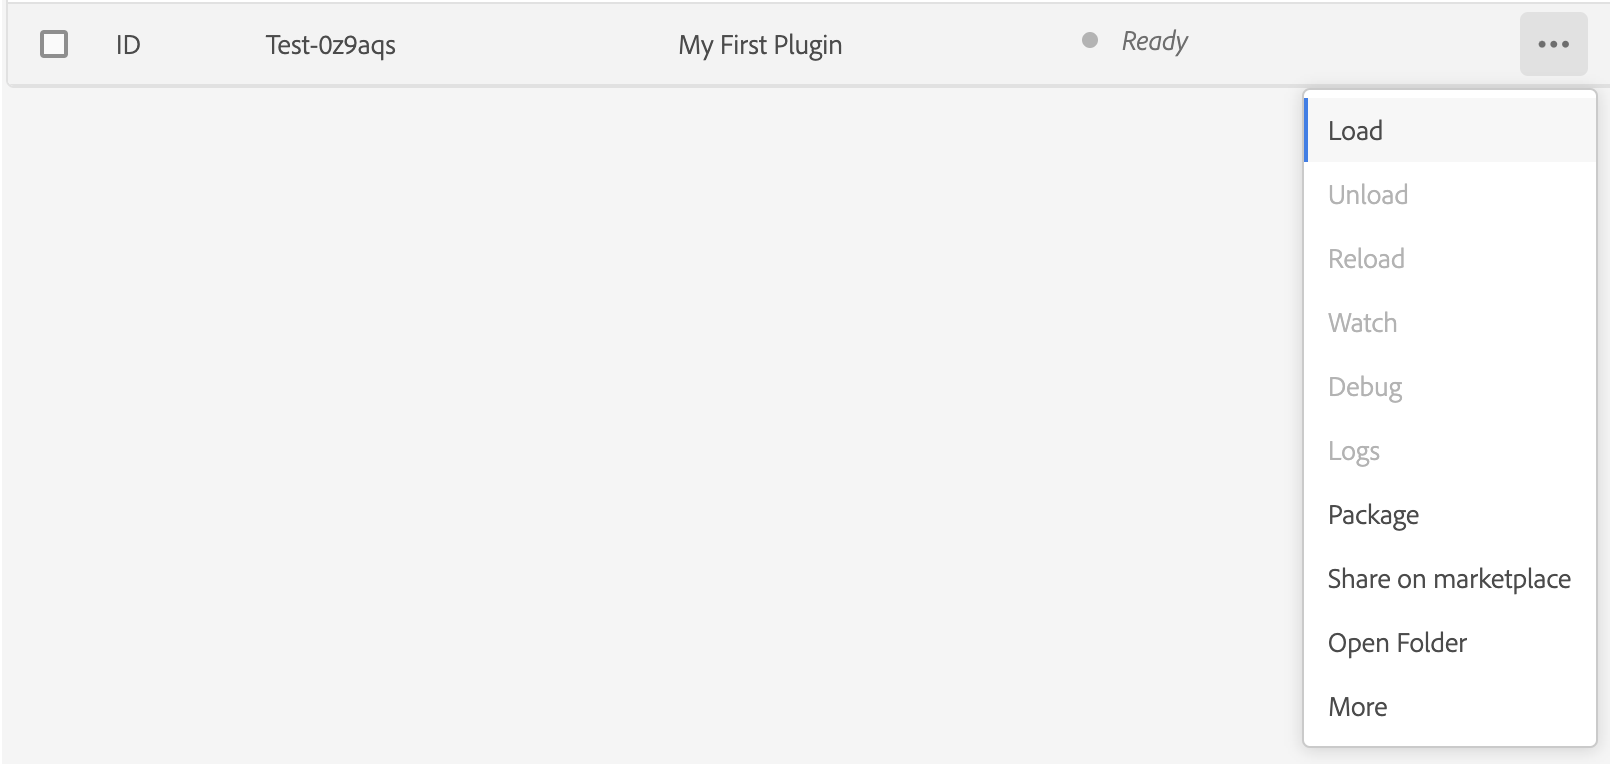 ID Test-0z9aqs My First Plugin Ready
Load
Unload
Reload
Watch
Debug
Logs
Package
Share on marketplace
Open Folder
More